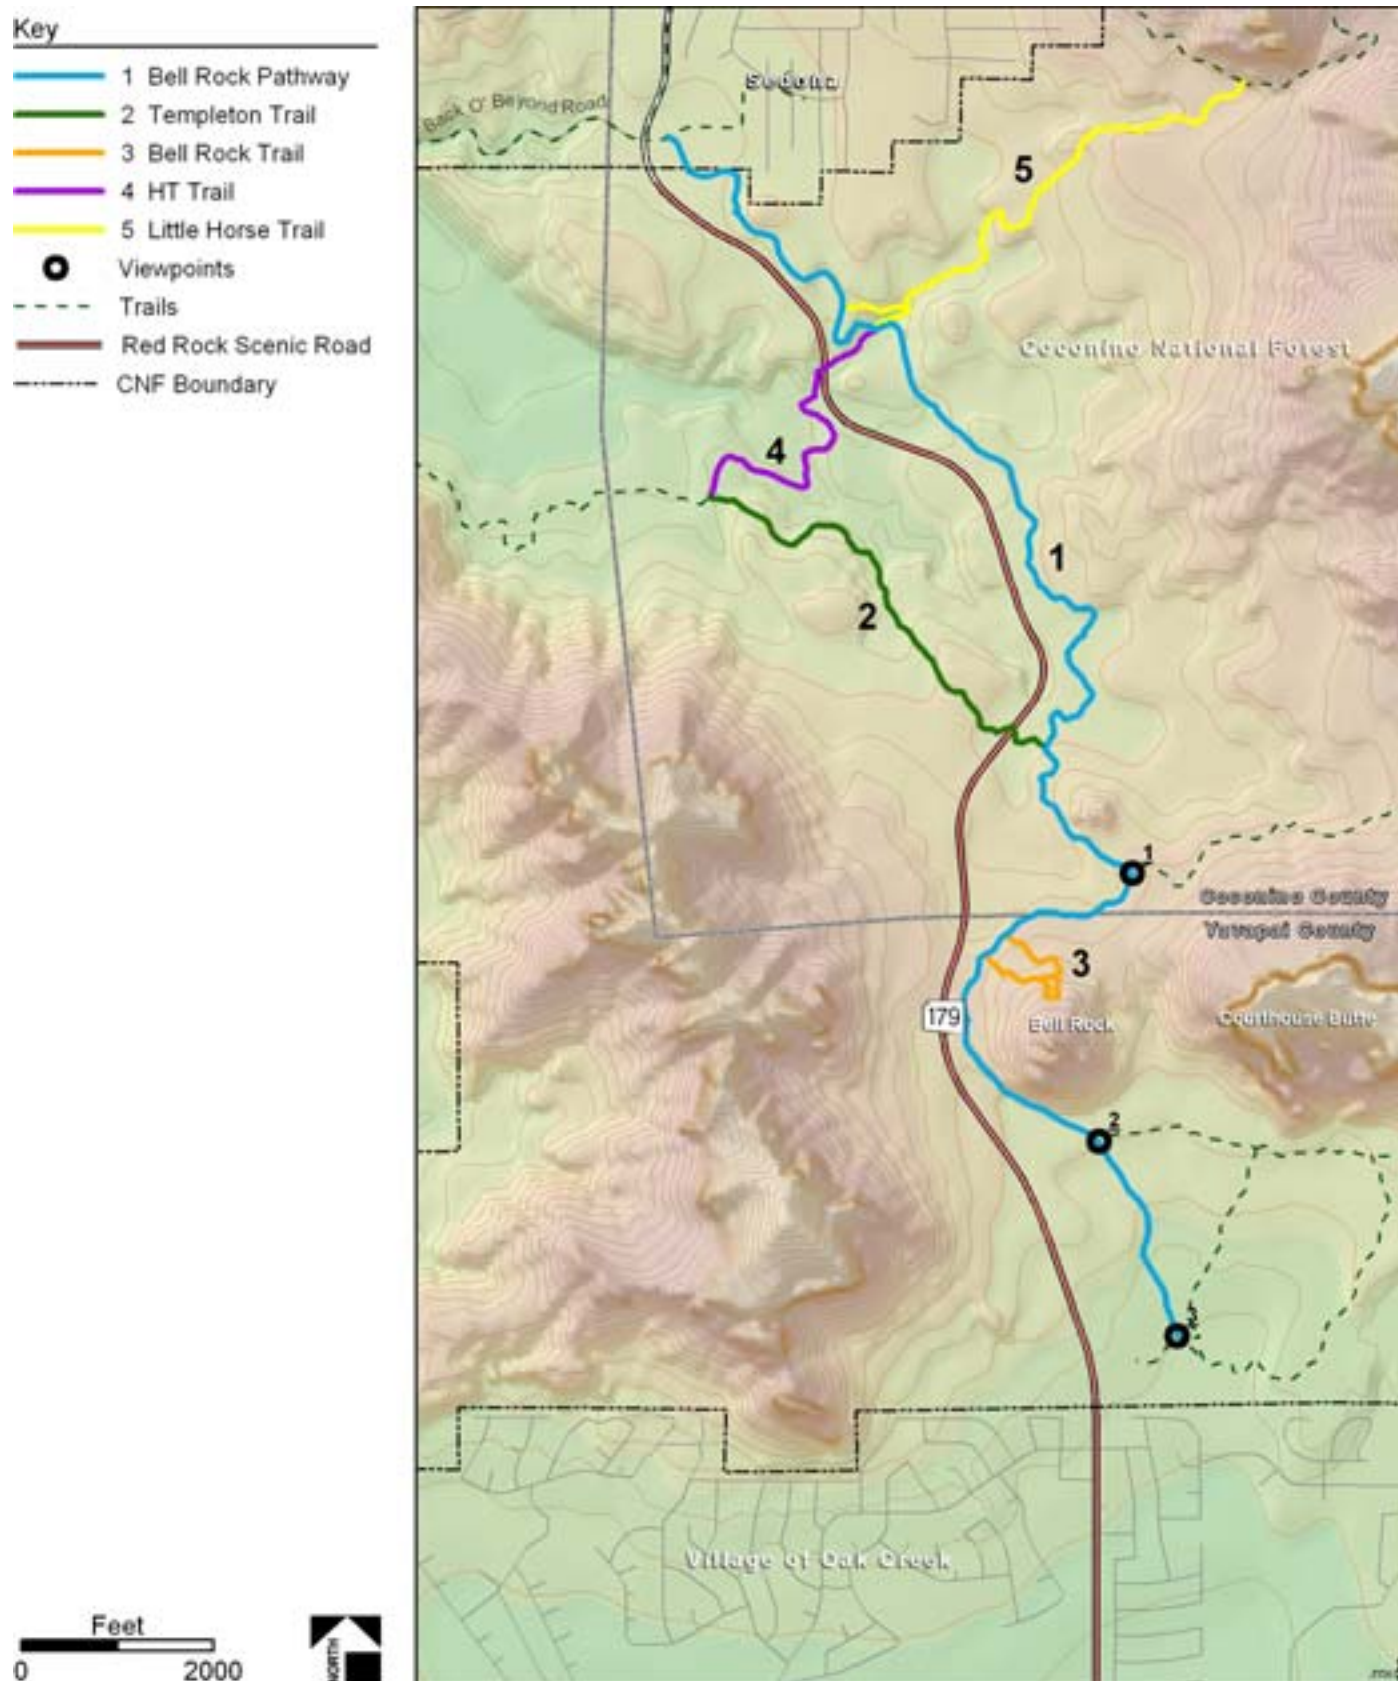 Key
1 Bell Rock Pathway
2 Templeton Trail
3 Bell Rock Trail
4 HT Trail
5 Little Horse Trail
Viewpoints
Trails
Red Rock Scenic Road
CNF Boundary
Sedona
Back O' Beyond Road
5
Coconino National Forest
4
1
2
1
Coconino County
Yavapai County
3
179
Bell Rock
Courthouse Butte
2
Village of Oak Creek
Feet
0 2000
NORTH